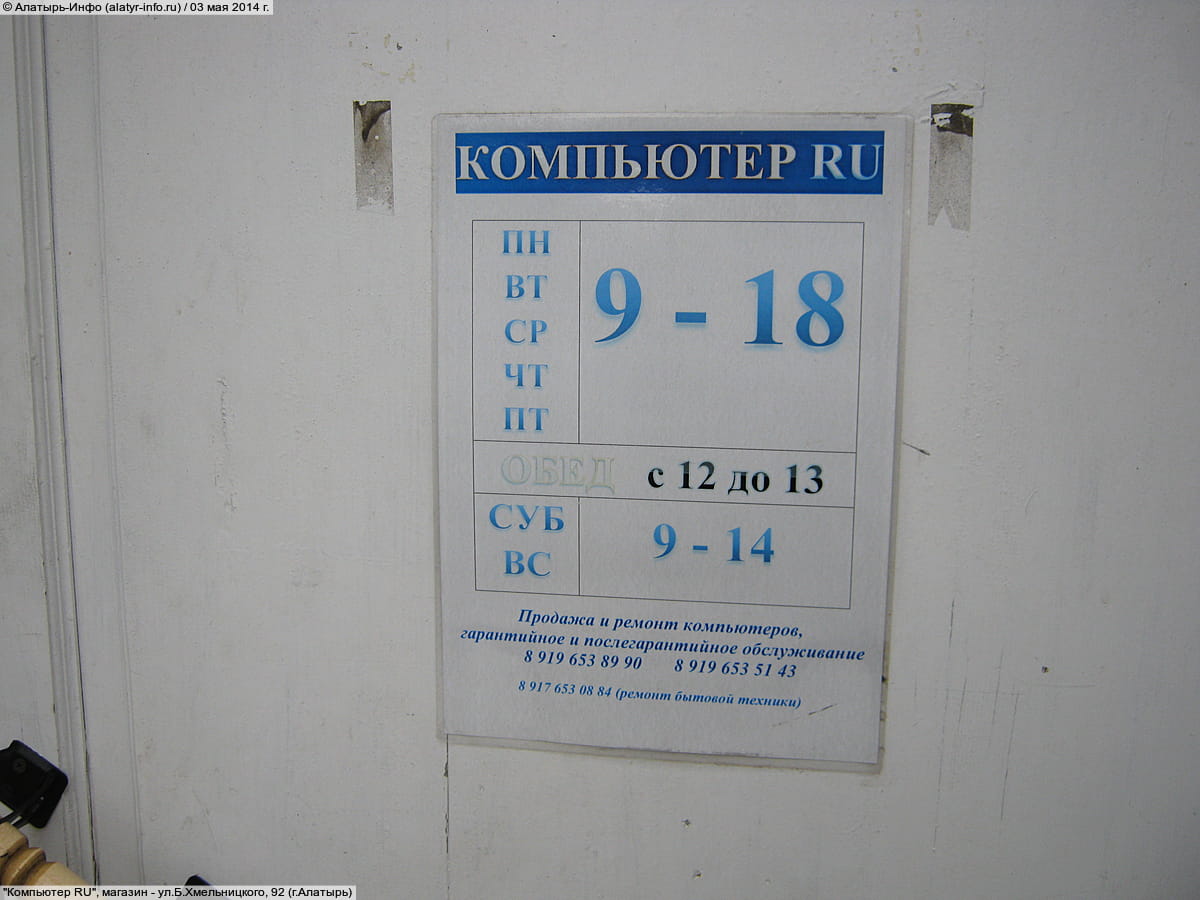 © Алатырь-Инфо (alatyr-info.ru) / 03 мая 2014 г.
КОМПЬЮТЕР RU
ПН
ВТ
СР
ЧТ
ПТ
9 - 18
ОБЕД с 12 до 13
СУБ
ВС
9 - 14
Продажа и ремонт компьютеров,
гарантийное и послегарантийное обслуживание
8 919 653 89 90 8 919 653 51 43
8 917 653 08 84 (ремонт бытовой техники)
"Компьютер RU", магазин - ул.Б.Хмельницкого, 92 (г.Алатырь)